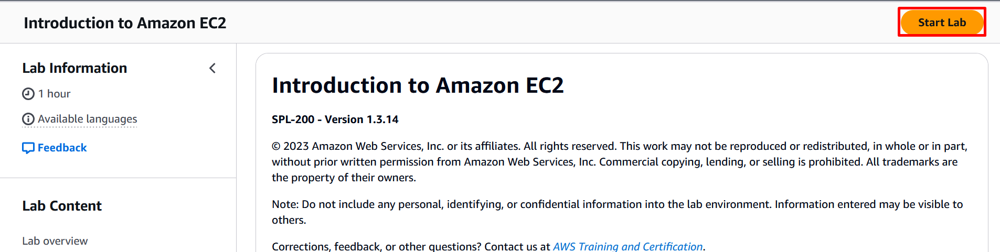 Introduction to Amazon EC2
Start Lab
Lab Information
1 hour
Available languages
Feedback
Lab Content
Lab overview
Introduction to Amazon EC2
SPL-200 - Version 1.3.14
© 2023 Amazon Web Services, Inc. or its affiliates. All rights reserved. This work may not be reproduced or redistributed, in whole or in part,
without prior written permission from Amazon Web Services, Inc. Commercial copying, lending, or selling is prohibited. All trademarks are
the property of their owners.
Note: Do not include any personal, identifying, or confidential information into the lab environment. Information entered may be visible to
others.
Corrections, feedback, or other questions? Contact us at AWS Training and Certification.